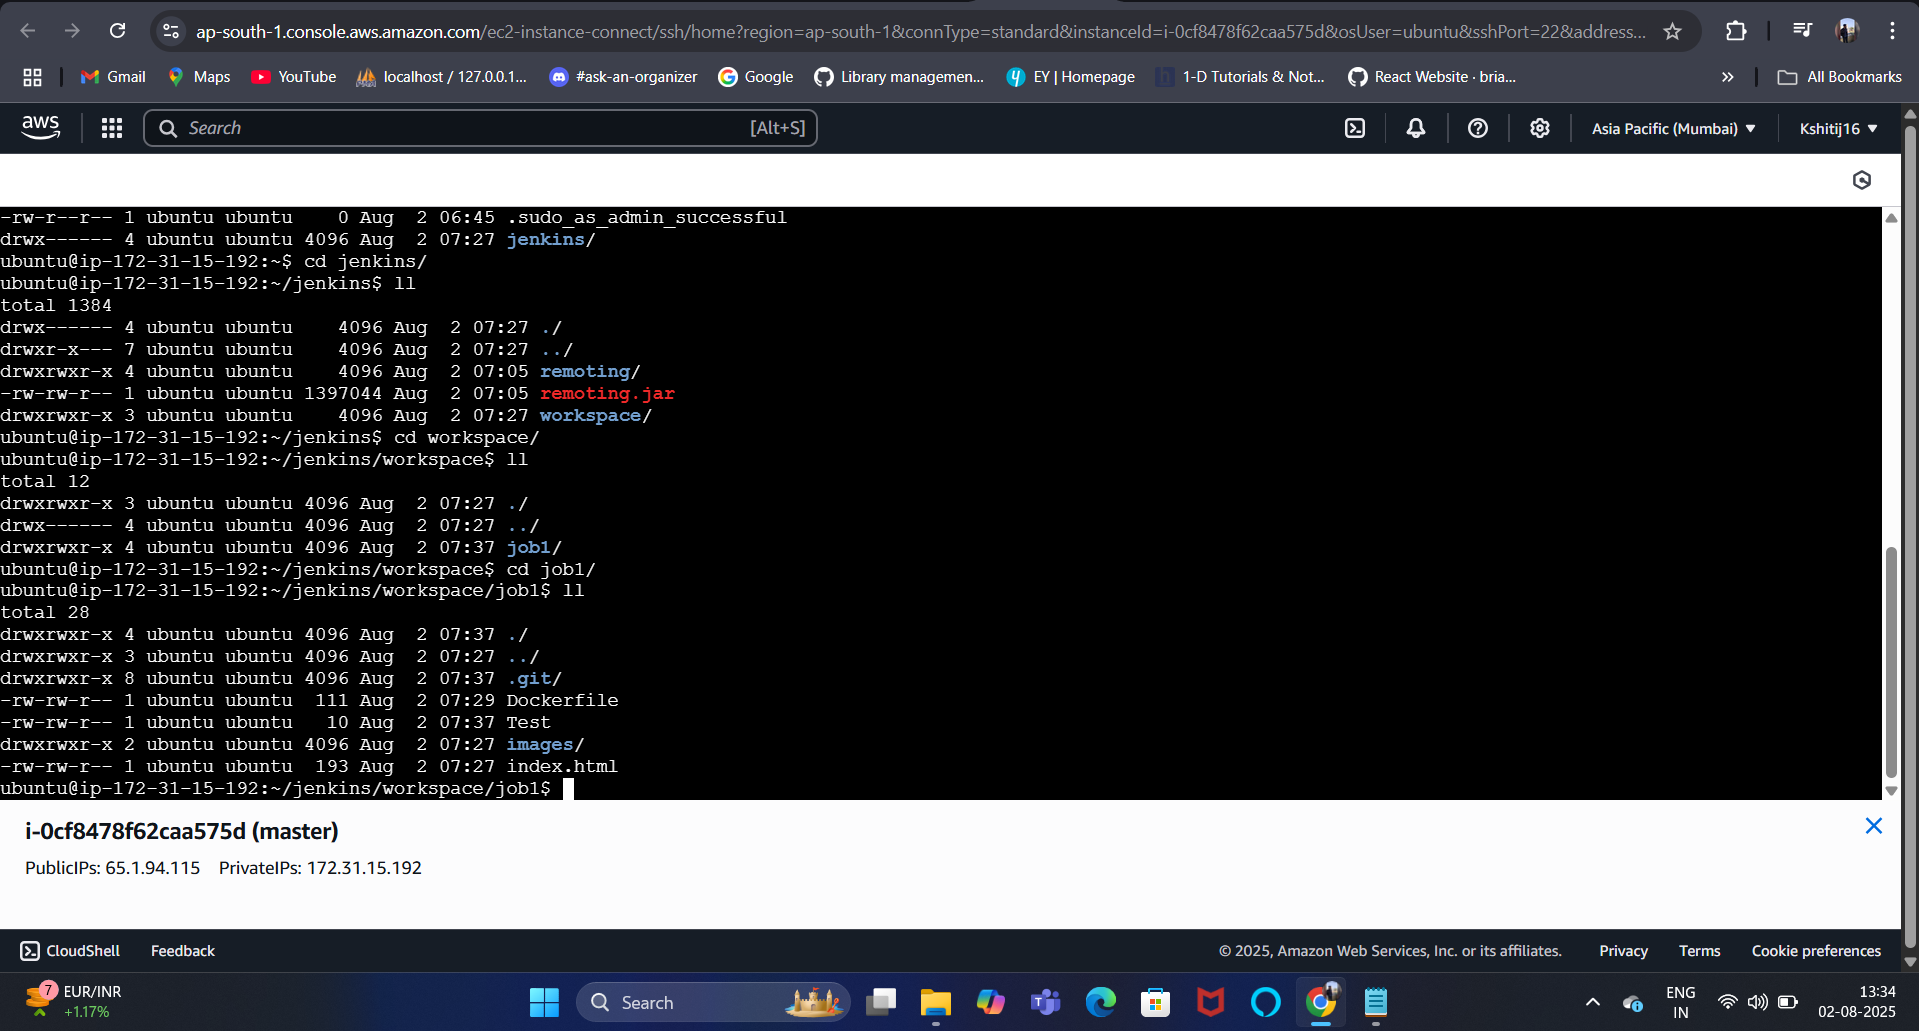 ap-south-1.console.aws.amazon.com/ec2-instance-connect/ssh/home?region=ap-south-1&connType=standard&instanceId=i-0cf8478f62caa575d&osUser=ubuntu&sshPort=22&address...
Gmail Maps YouTube localhost / 127.0.0.1... #ask-an-organizer Google Library managemen... EY | Homepage 1-D Tutorials & Not... React Website · bria... » All Bookmarks
aws Search [Alt+S] Asia Pacific (Mumbai) Kshitij16
-rw-r--r-- 1 ubuntu ubuntu    0 Aug  2 06:45 .sudo_as_admin_successful
drwx------ 4 ubuntu ubuntu 4096 Aug  2 07:27 jenkins/
ubuntu@ip-172-31-15-192:~$ cd jenkins/
ubuntu@ip-172-31-15-192:~/jenkins$ ll
total 1384
drwx------ 4 ubuntu ubuntu    4096 Aug  2 07:27 ./
drwxr-x--- 7 ubuntu ubuntu    4096 Aug  2 07:27 ../
drwxrwxr-x 4 ubuntu ubuntu    4096 Aug  2 07:05 remoting/
-rw-rw-r-- 1 ubuntu ubuntu 1397044 Aug  2 07:05 remoting.jar
drwxrwxr-x 3 ubuntu ubuntu    4096 Aug  2 07:27 workspace/
ubuntu@ip-172-31-15-192:~/jenkins$ cd workspace/
ubuntu@ip-172-31-15-192:~/jenkins/workspace$ ll
total 12
drwxrwxr-x 3 ubuntu ubuntu 4096 Aug  2 07:27 ./
drwx------ 4 ubuntu ubuntu 4096 Aug  2 07:27 ../
drwxrwxr-x 4 ubuntu ubuntu 4096 Aug  2 07:37 job1/
ubuntu@ip-172-31-15-192:~/jenkins/workspace$ cd job1/
ubuntu@ip-172-31-15-192:~/jenkins/workspace/job1$ ll
total 28
drwxrwxr-x 4 ubuntu ubuntu 4096 Aug  2 07:37 ./
drwxrwxr-x 3 ubuntu ubuntu 4096 Aug  2 07:27 ../
drwxrwxr-x 8 ubuntu ubuntu 4096 Aug  2 07:37 .git/
-rw-rw-r-- 1 ubuntu ubuntu  111 Aug  2 07:29 Dockerfile
-rw-rw-r-- 1 ubuntu ubuntu   10 Aug  2 07:37 Test
drwxrwxr-x 2 ubuntu ubuntu 4096 Aug  2 07:27 images/
-rw-rw-r-- 1 ubuntu ubuntu  193 Aug  2 07:27 index.html
ubuntu@ip-172-31-15-192:~/jenkins/workspace/job1$
i-0cf8478f62caa575d (master)
PublicIPs: 65.1.94.115 PrivateIPs: 172.31.15.192
CloudShell Feedback © 2025, Amazon Web Services, Inc. or its affiliates. Privacy Terms Cookie preferences
7 EUR/INR Search ENG 13:34
+1.17% IN 02-08-2025